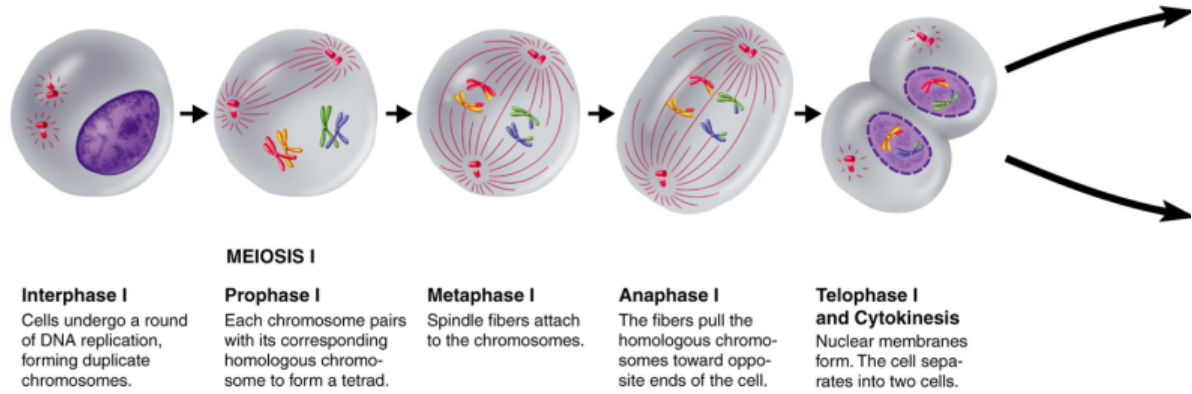 MEIOSIS I
Interphase I
Cells undergo a round
of DNA replication,
forming duplicate
chromosomes.
Prophase I
Each chromosome pairs
with its corresponding
homologous chromo-
some to form a tetrad.
Metaphase I
Spindle fibers attach
to the chromosomes.
Anaphase I
The fibers pull the
homologous chromo-
somes toward oppo-
site ends of the cell.
Telophase I
and Cytokinesis
Nuclear membranes
form. The cell sepa-
rates into two cells.